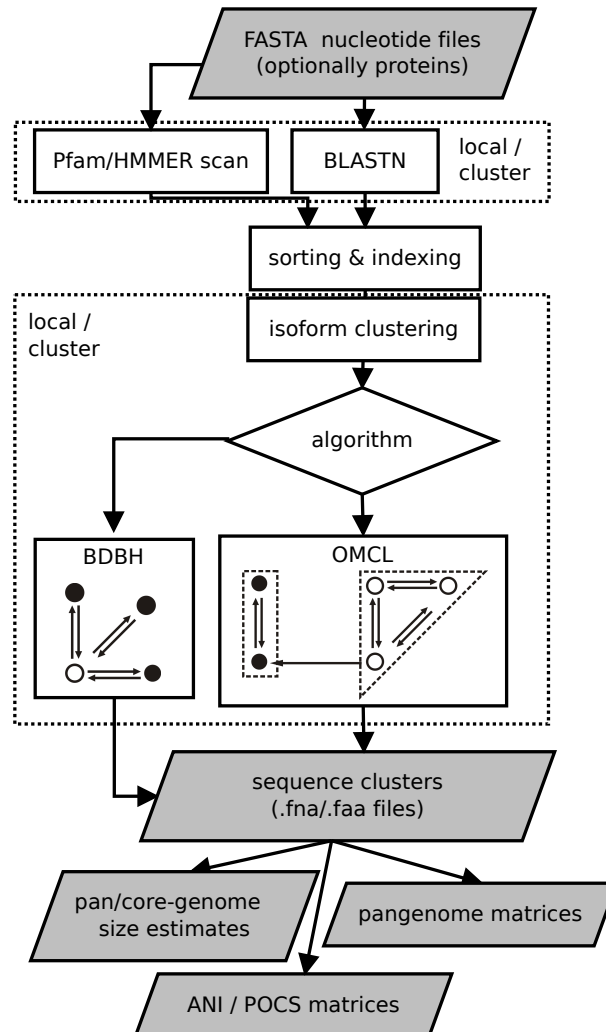 FASTA nucleotide files
(optionally proteins)
Pfam/HMMER scan
BLASTN
local /
cluster
sorting & indexing
local /
cluster
isoform clustering
algorithm
BDBH
OMCL
sequence clusters
(.fna/.faa files)
pan/core-genome
size estimates
pangenome matrices
ANI / POCS matrices